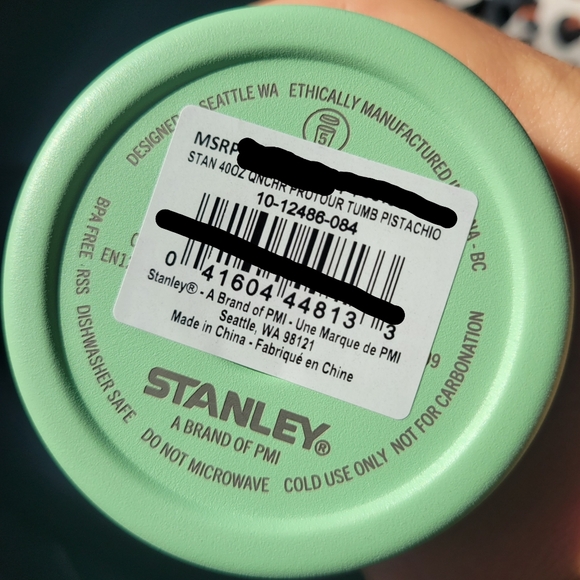 DESIGNED SEATTLE WA ETHICALLY MANUFACTURED
- BC
MSRP
STAN 40OZ QNCHR PROTOUR TUMB PISTACHIO
10-12486-084
0 41604 44813 3
Stanley® - A Brand of PMI - Une Marque de PMI
Seattle, WA 98121
Made in China - Fabriqué en Chine
BPA FREE · RSS DISHWASHER SAFE
STANLEY®
A BRAND OF PMI
DO NOT MICROWAVE COLD USE ONLY NOT FOR CARBONATION